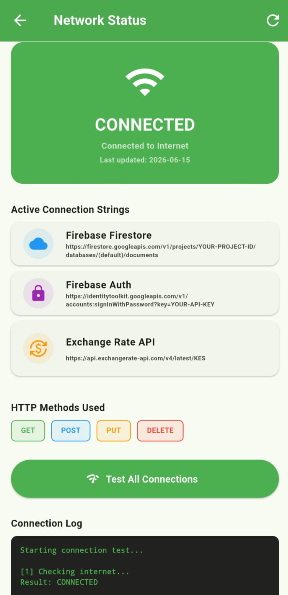 Network Status
CONNECTED
Connected to Internet
Last updated: 2026-06-15
Active Connection Strings
Firebase Firestore
https://firestore.googleapis.com/v1/projects/YOUR-PROJECT-ID/
databases/(default)/documents
Firebase Auth
https://identitytoolkit.googleapis.com/v1/
accounts:signInWithPassword?key=YOUR-API-KEY
Exchange Rate API
https://api.exchangerate-api.com/v4/latest/KES
HTTP Methods Used
GET POST PUT DELETE
Test All Connections
Connection Log
Starting connection test...
[1] Checking internet...
Result: CONNECTED